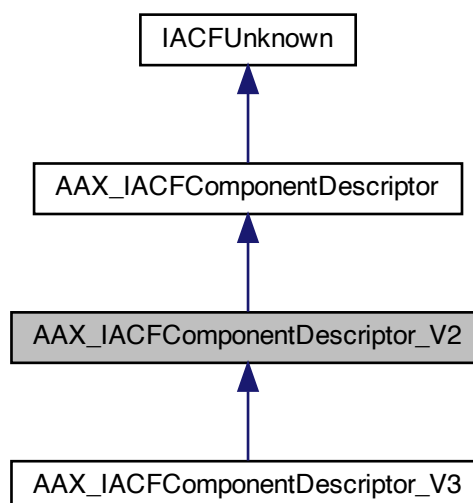 IACFUnknown
AAX_IACFComponentDescriptor
AAX_IACFComponentDescriptor_V2
AAX_IACFComponentDescriptor_V3